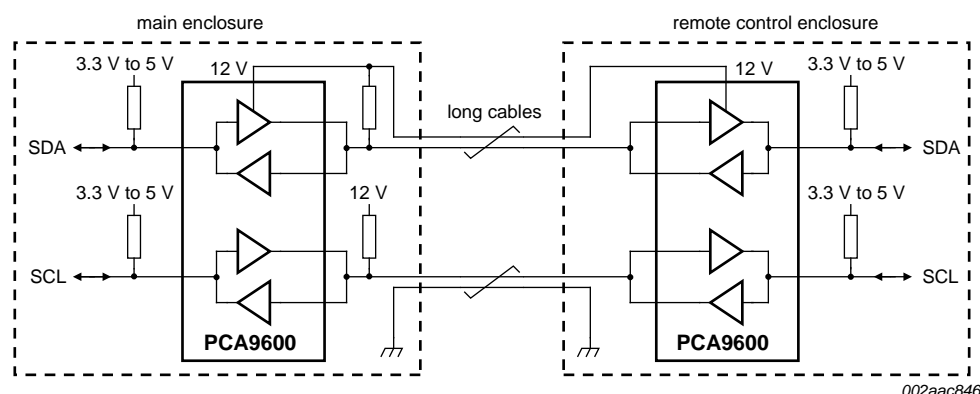 main enclosure
remote control enclosure
3.3 V to 5 V
12 V
12 V
3.3 V to 5 V
long cables
SDA
SDA
3.3 V to 5 V
12 V
3.3 V to 5 V
SCL
SCL
PCA9600
PCA9600
002aac846